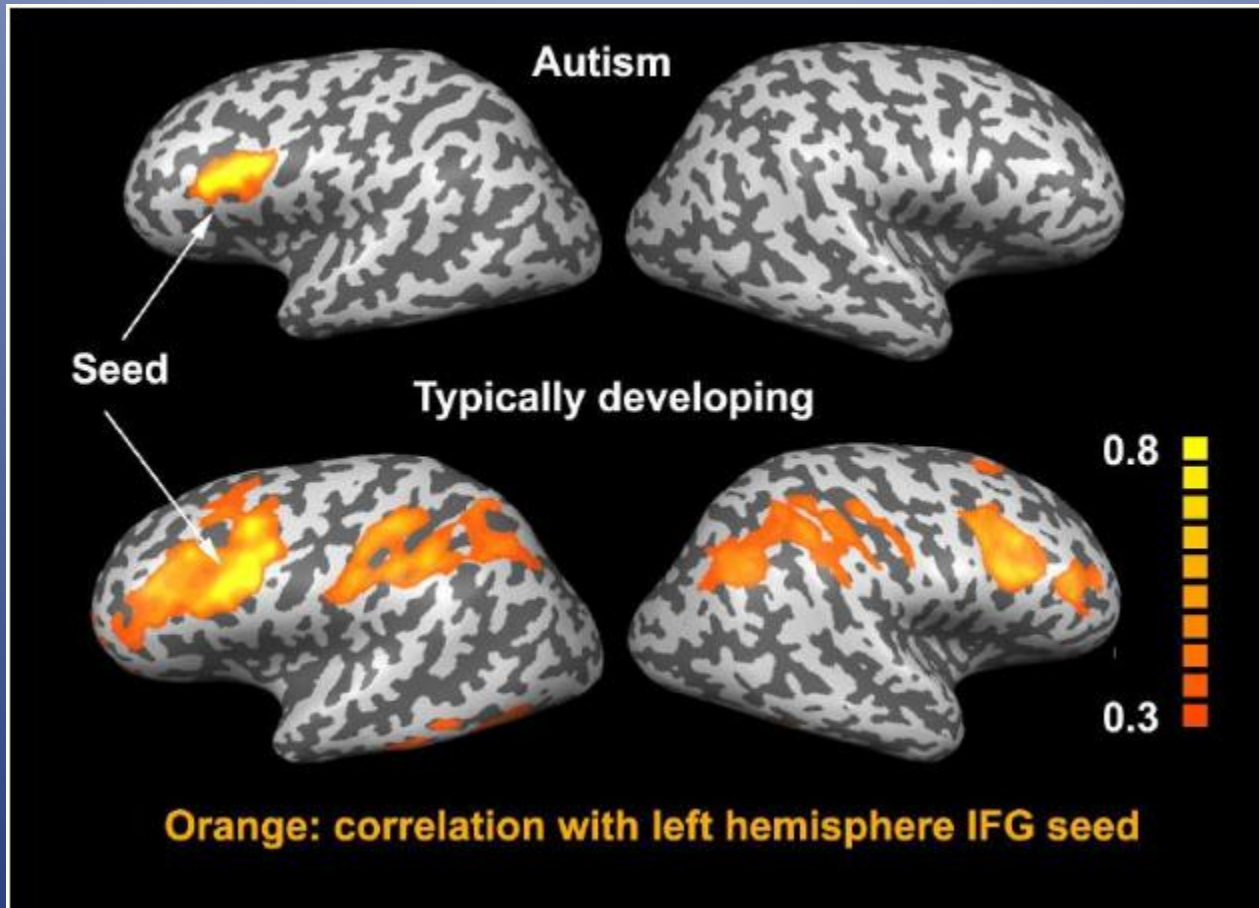 Autism
Seed
Typically developing
0.8
0.3
Orange: correlation with left hemisphere IFG seed